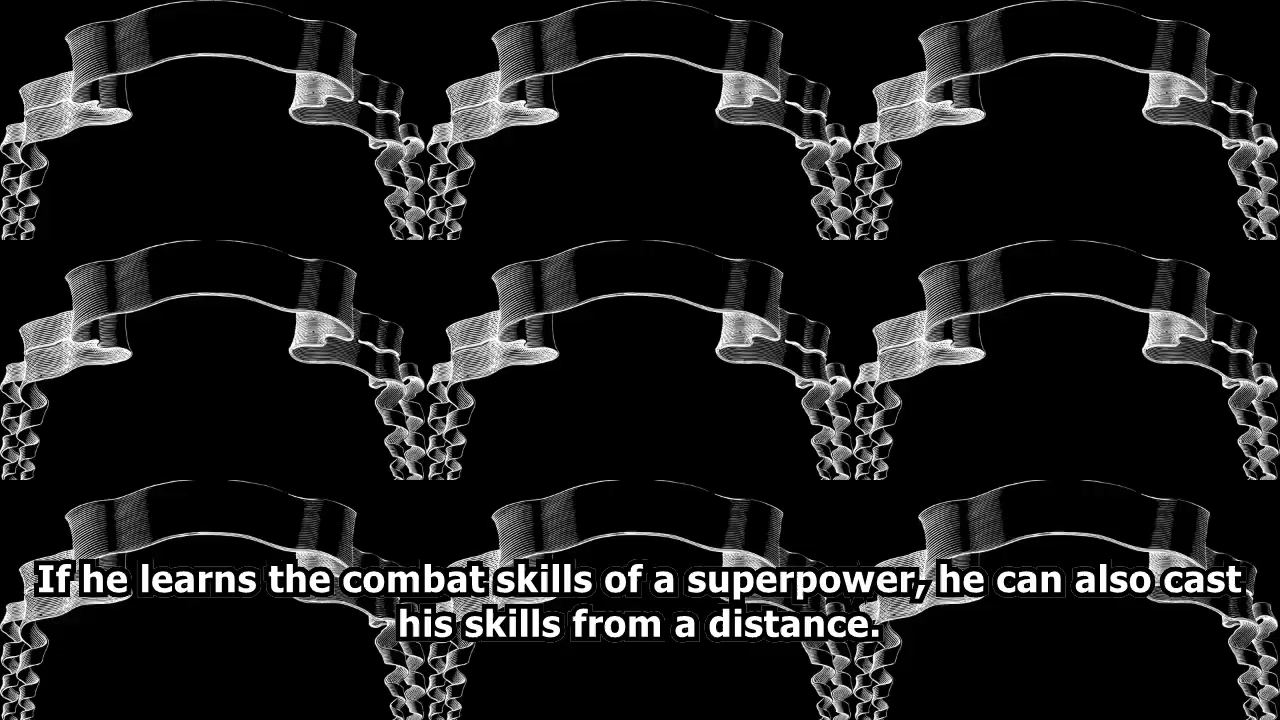 If he learns the combat skills of a superpower, he can also cast
his skills from a distance.